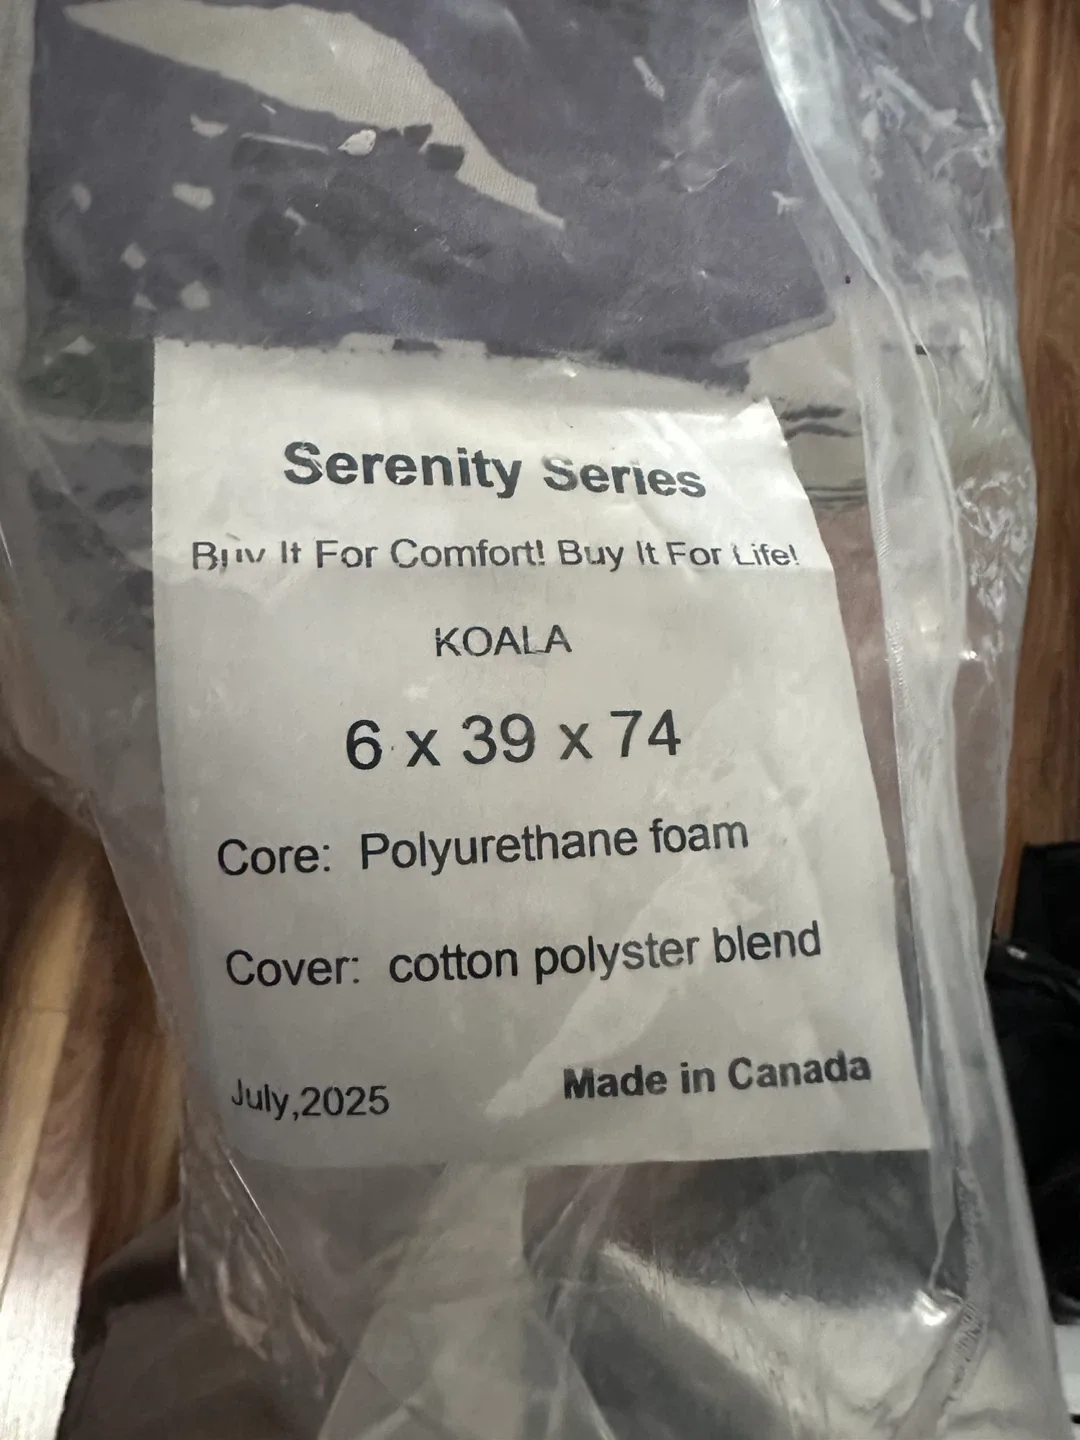 Serenity Series
Buy It For Comfort! Buy It For Life!
KOALA
6 x 39 x 74
Core: Polyurethane foam
Cover: cotton polyster blend
July,2025
Made in Canada